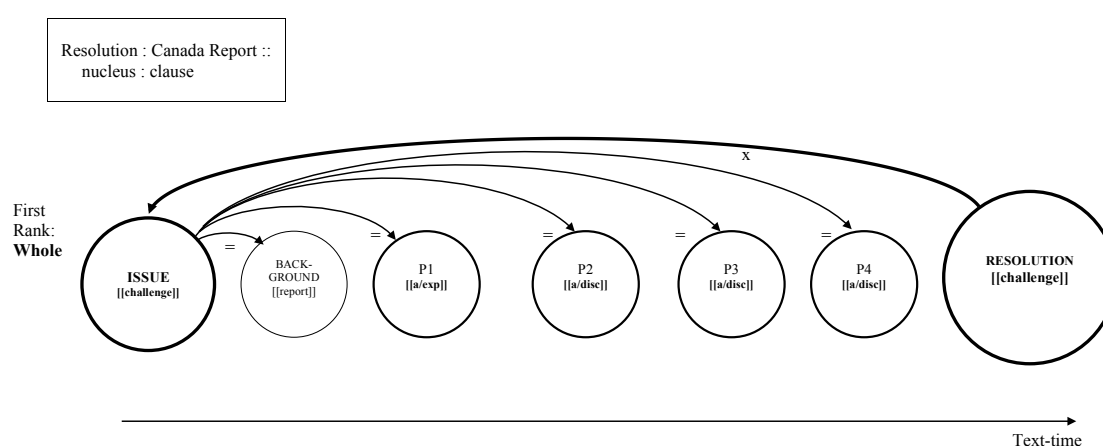 Resolution : Canada Report ::
nucleus : clause
x
First
Rank:
Whole
ISSUE
[[challenge]]
=
BACK-
GROUND
[[report]]
=
P1
[[a/exp]]
=
P2
[[a/disc]]
=
P3
[[a/disc]]
=
P4
[[a/disc]]
RESOLUTION
[[challenge]]
Text-time